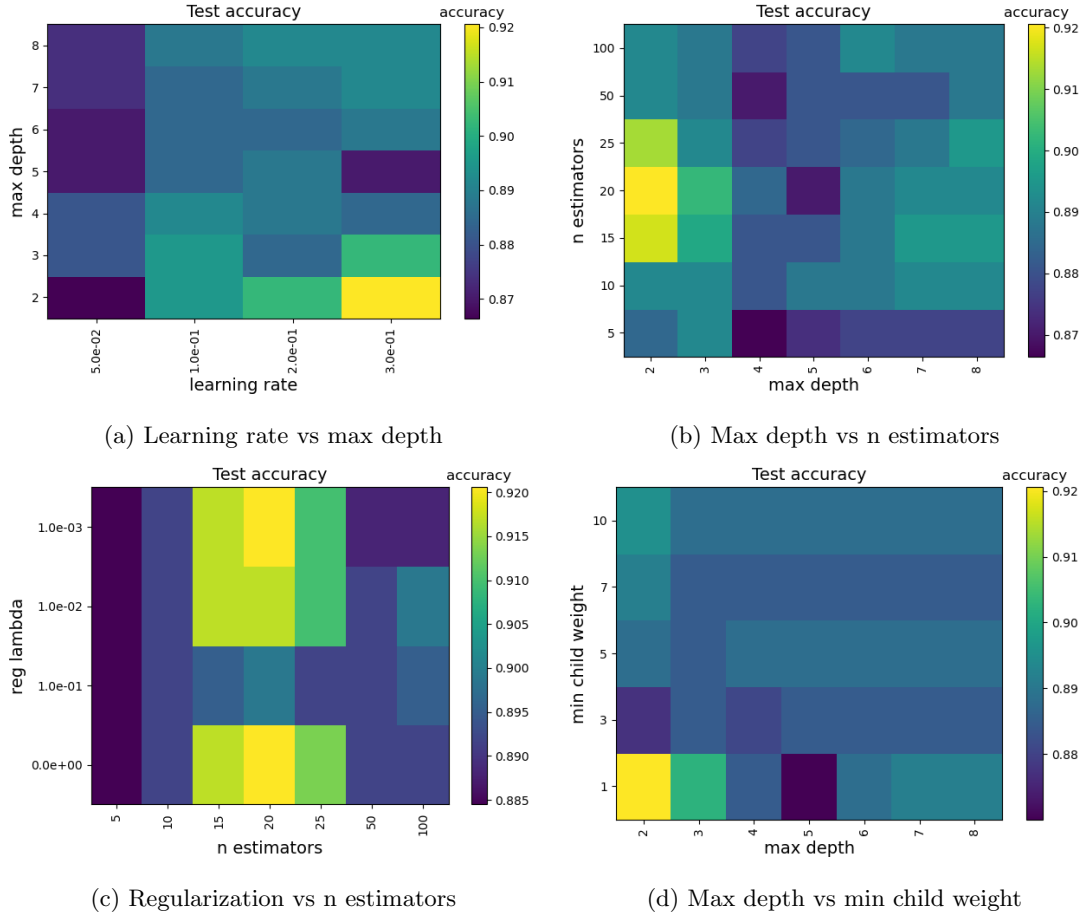 Test accuracy
accuracy
max depth
8
7
6
5
4
3
2
5.0e-02
1.0e-01
2.0e-01
3.0e-01
learning rate
0.92
0.91
0.90
0.89
0.88
0.87
(a) Learning rate vs max depth
Test accuracy
accuracy
n estimators
100
50
25
20
15
10
5
2
3
4
5
6
7
8
max depth
0.92
0.91
0.90
0.89
0.88
0.87
(b) Max depth vs n estimators
Test accuracy
accuracy
reg lambda
1.0e-03
1.0e-02
1.0e-01
0.0e+00
5
10
15
20
25
50
100
n estimators
0.920
0.915
0.910
0.905
0.900
0.895
0.890
0.885
(c) Regularization vs n estimators
Test accuracy
accuracy
min child weight
10
7
5
3
1
2
3
4
5
6
7
8
max depth
0.92
0.91
0.90
0.89
0.88
(d) Max depth vs min child weight